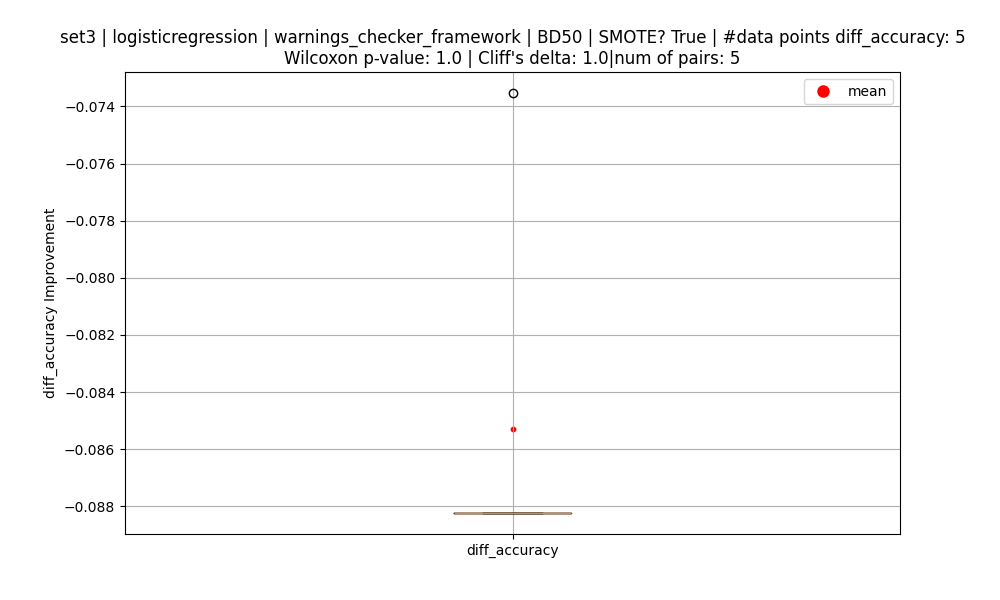 set3 | logisticregression | warnings_checker_framework | BD50 | SMOTE? True | #data points diff_accuracy: 5
Wilcoxon p-value: 1.0 | Cliff's delta: 1.0|num of pairs: 5
mean
−0.074
−0.076
−0.078
−0.080
−0.082
−0.084
−0.086
−0.088
diff_accuracy Improvement
diff_accuracy